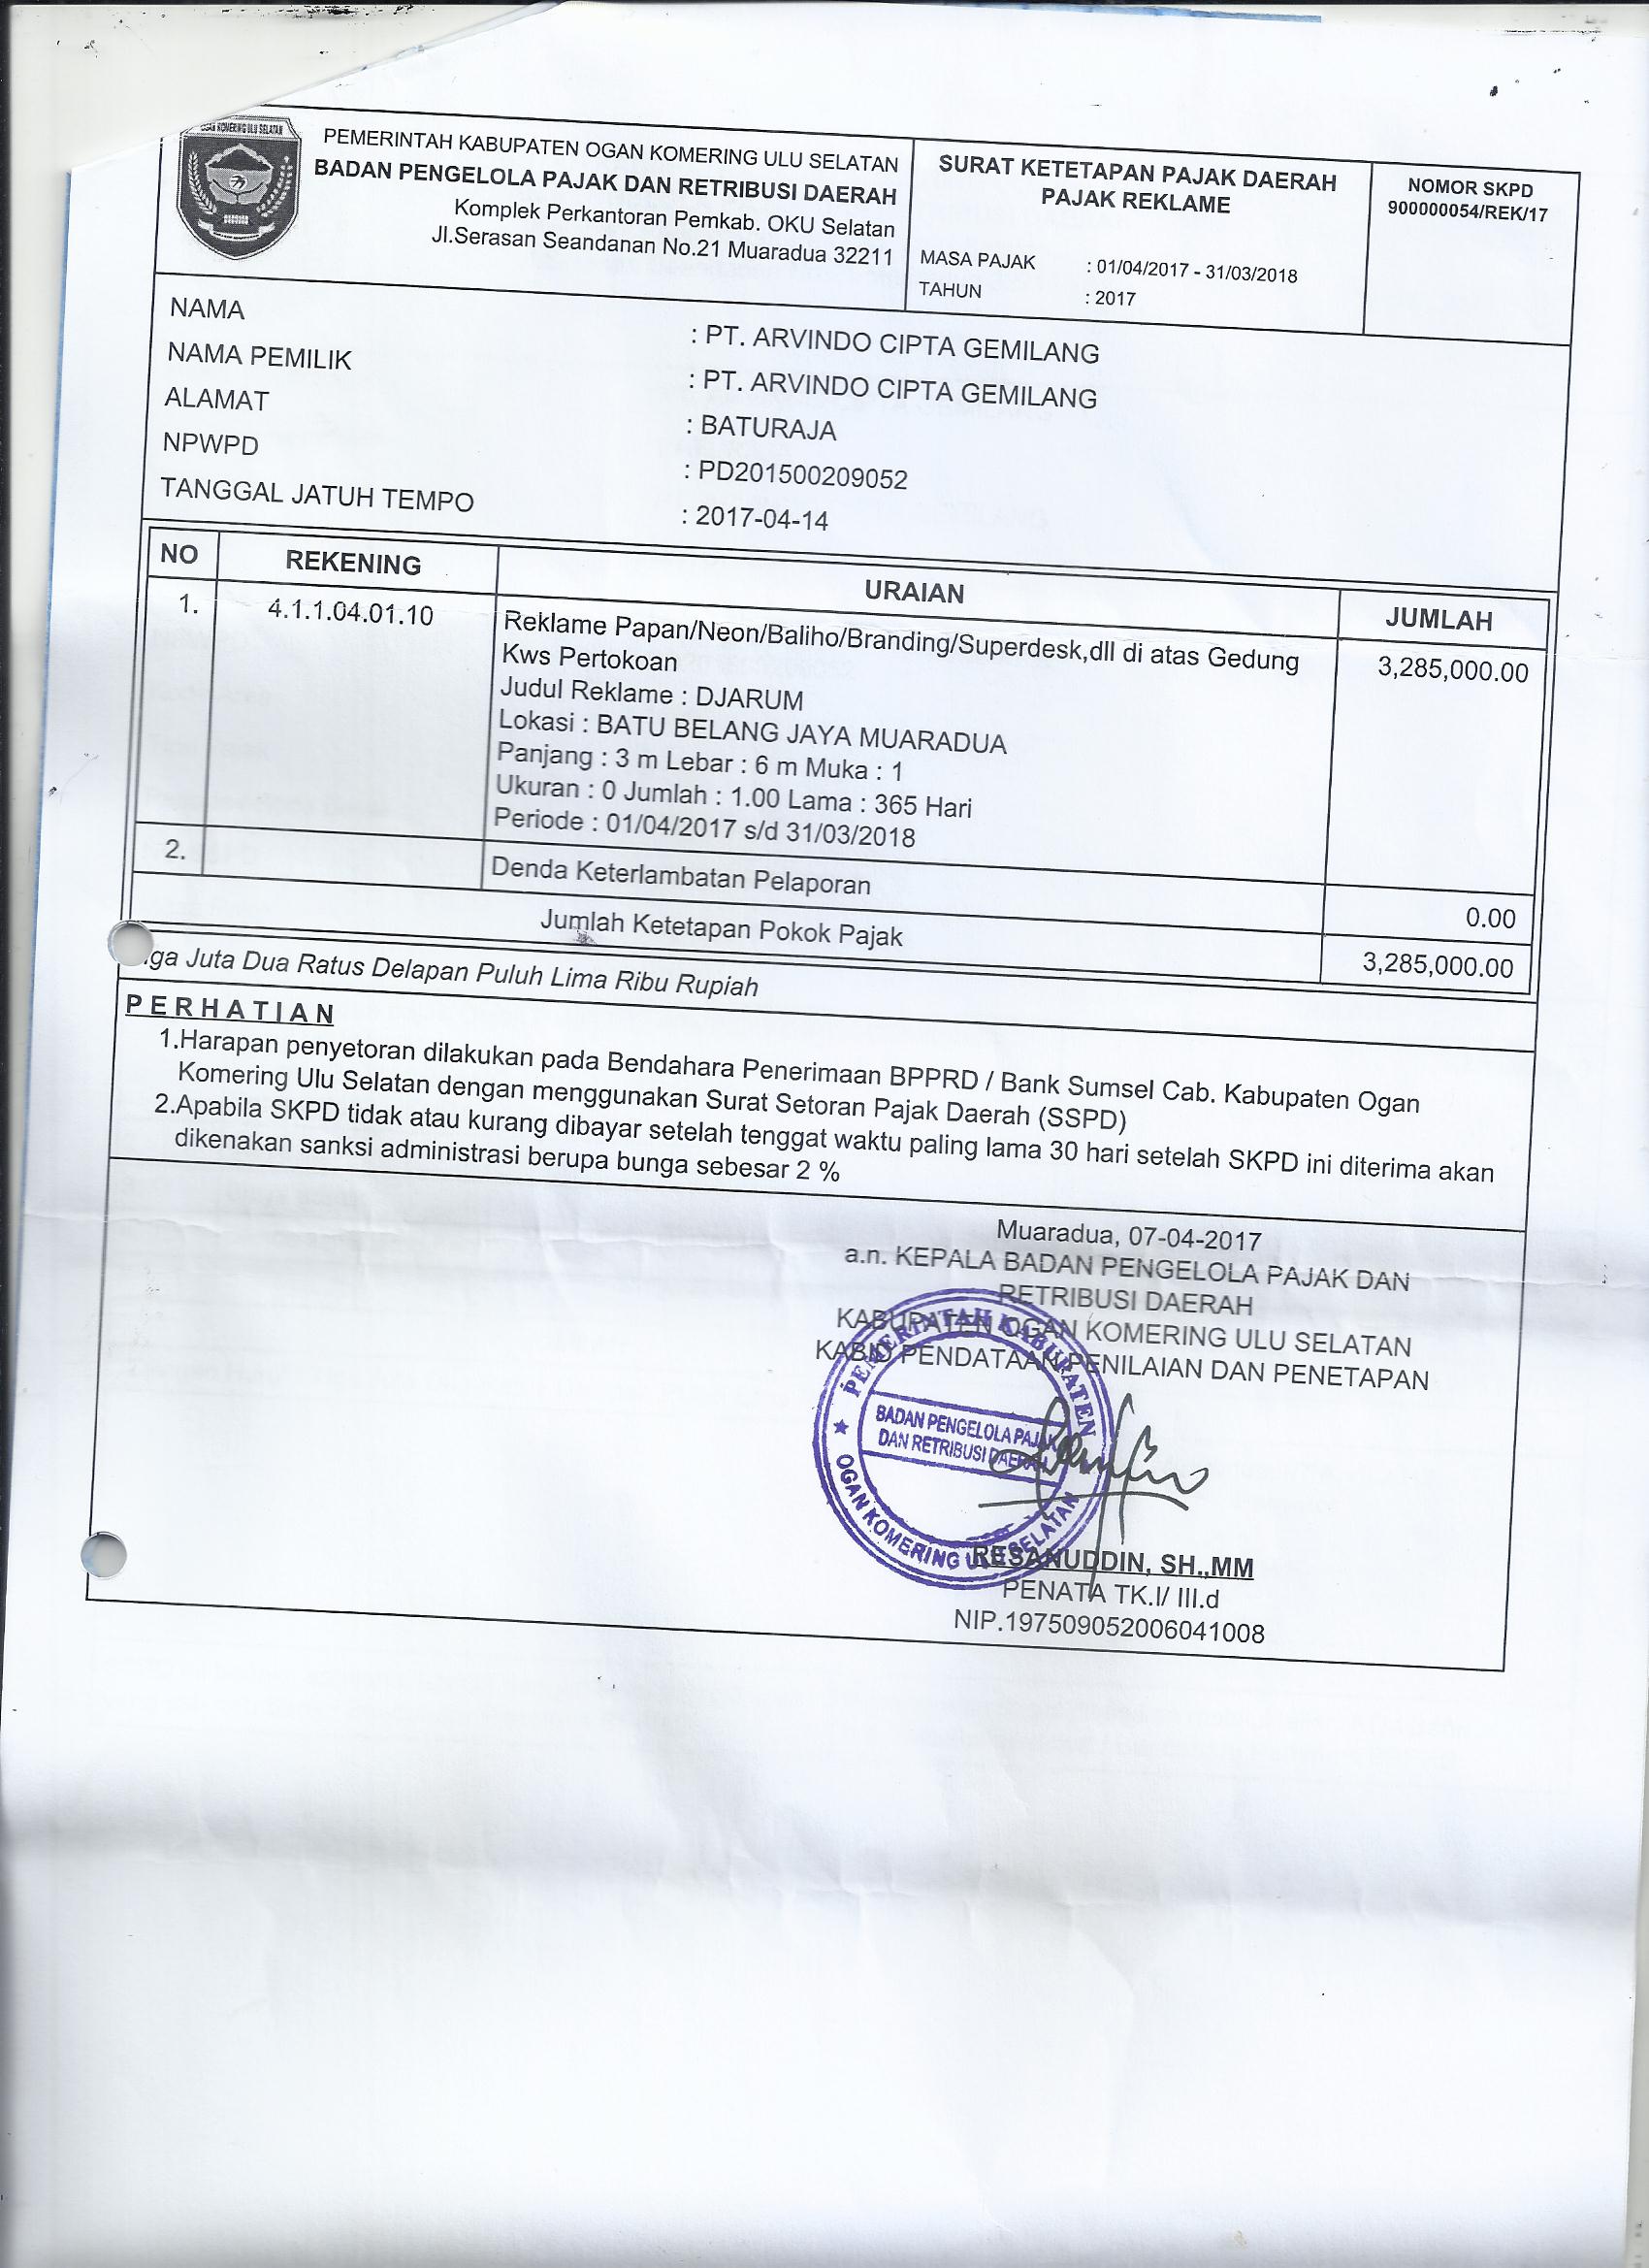 OGAN KOMERING ULU SELATAN
PEMERINTAH KABUPATEN OGAN KOMERING ULU SELATAN
BADAN PENGELOLA PAJAK DAN RETRIBUSI DAERAH
Komplek Perkantoran Pemkab. OKU Selatan
Jl.Serasan Seandanan No.21 Muaradua 32211
SURAT KETETAPAN PAJAK DAERAH
PAJAK REKLAME
MASA PAJAK : 01/04/2017 - 31/03/2018
TAHUN : 2017
NOMOR SKPD
900000054/REK/17
NAMA : PT. ARVINDO CIPTA GEMILANG
NAMA PEMILIK : PT. ARVINDO CIPTA GEMILANG
ALAMAT : BATURAJA
NPWPD : PD201500209052
TANGGAL JATUH TEMPO : 2017-04-14
NO REKENING URAIAN JUMLAH
1. 4.1.1.04.01.10 Reklame Papan/Neon/Baliho/Branding/Superdesk,dll di atas Gedung 3,285,000.00
Kws Pertokoan
Judul Reklame : DJARUM
Lokasi : BATU BELANG JAYA MUARADUA
Panjang : 3 m Lebar : 6 m Muka : 1
Ukuran : 0 Jumlah : 1.00 Lama : 365 Hari
Periode : 01/04/2017 s/d 31/03/2018
2. Denda Keterlambatan Pelaporan 0.00
Jumlah Ketetapan Pokok Pajak 3,285,000.00
iga Juta Dua Ratus Delapan Puluh Lima Ribu Rupiah
PERHATIAN
1.Harapan penyetoran dilakukan pada Bendahara Penerimaan BPPRD / Bank Sumsel Cab. Kabupaten Ogan
Komering Ulu Selatan dengan menggunakan Surat Setoran Pajak Daerah (SSPD)
2.Apabila SKPD tidak atau kurang dibayar setelah tenggat waktu paling lama 30 hari setelah SKPD ini diterima akan
dikenakan sanksi administrasi berupa bunga sebesar 2 %
Muaradua, 07-04-2017
a.n. KEPALA BADAN PENGELOLA PAJAK DAN
RETRIBUSI DAERAH
KABUPATEN OGAN KOMERING ULU SELATAN
KABID PENDATAAN PENILAIAN DAN PENETAPAN
PEMERINTAH KABUPATEN
BADAN PENGELOLA PAJAK
DAN RETRIBUSI DAERAH
OGAN KOMERING ULU SELATAN
RESANUDDIN, SH.,MM
PENATA TK.I/ III.d
NIP.197509052006041008